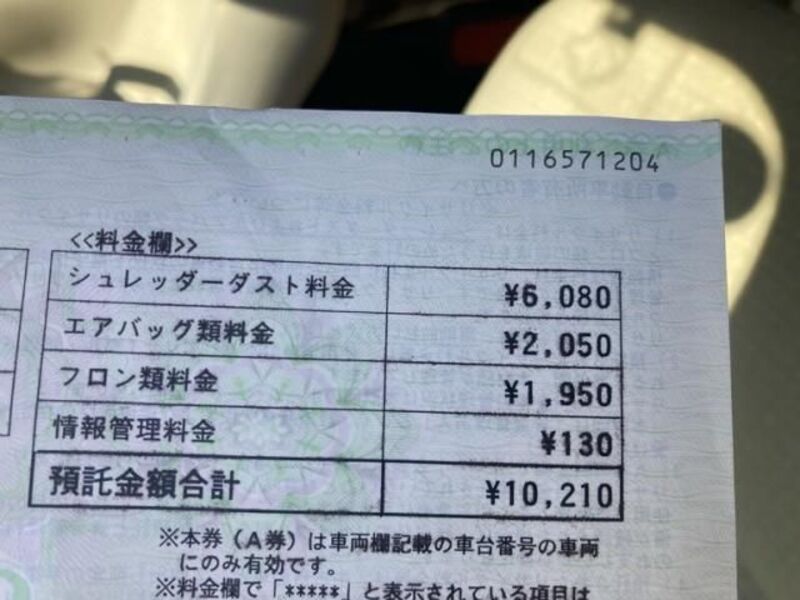 0116571204
<<料金欄>>
シュレッダーダスト料金 ¥6,080
エアバッグ類料金 ¥2,050
フロン類料金 ¥1,950
情報管理料金 ¥130
預託金額合計 ¥10,210
※本券（A券）は車両欄記載の車台番号の車両
にのみ有効です。
※料金欄で「*****」と表示されている項目は